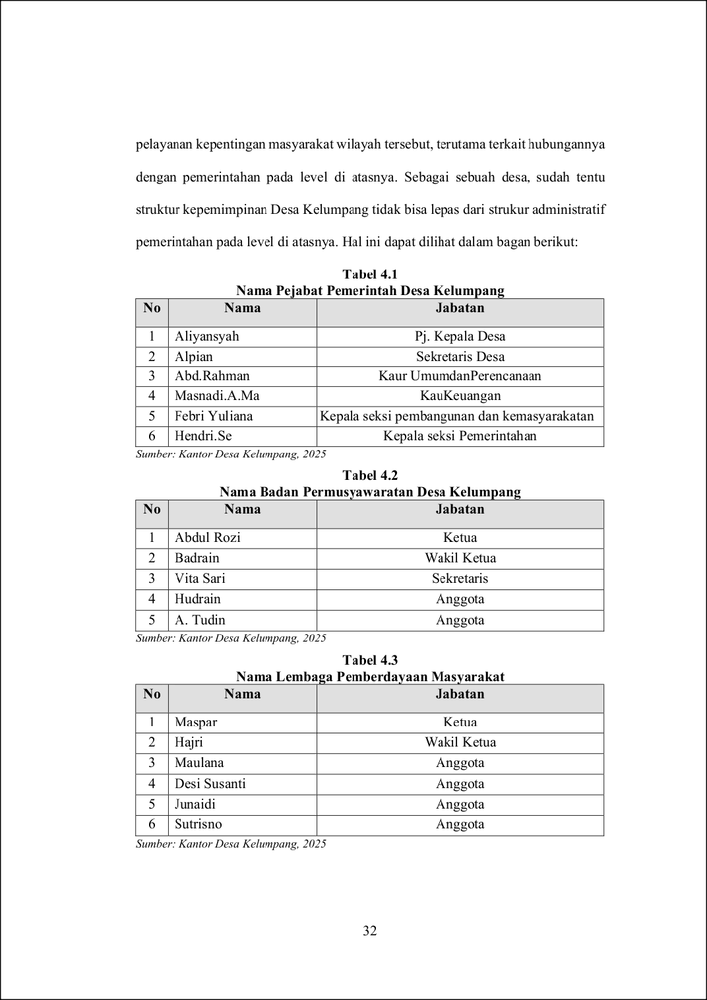 pelayanan kepentingan masyarakat wilayah tersebut, terutama terkait hubungannya
dengan pemerintahan pada level di atasnya. Sebagai sebuah desa, sudah tentu
struktur kepemimpinan Desa Kelumpang tidak bisa lepas dari strukur administratif
pemerintahan pada level di atasnya. Hal ini dapat dilihat dalam bagan berikut:
Tabel 4.1
Nama Pejabat Pemerintah Desa Kelumpang
No Nama Jabatan
1 Aliyansyah Pj. Kepala Desa
2 Alpian Sekretaris Desa
3 Abd.Rahman Kaur UmumdanPerencanaan
4 Masnadi.A.Ma KauKeuangan
5 Febri Yuliana Kepala seksi pembangunan dan kemasyarakatan
6 Hendri.Se Kepala seksi Pemerintahan
Sumber: Kantor Desa Kelumpang, 2025
Tabel 4.2
Nama Badan Permusyawaratan Desa Kelumpang
No Nama Jabatan
1 Abdul Rozi Ketua
2 Badrain Wakil Ketua
3 Vita Sari Sekretaris
4 Hudrain Anggota
5 A. Tudin Anggota
Sumber: Kantor Desa Kelumpang, 2025
Tabel 4.3
Nama Lembaga Pemberdayaan Masyarakat
No Nama Jabatan
1 Maspar Ketua
2 Hajri Wakil Ketua
3 Maulana Anggota
4 Desi Susanti Anggota
5 Junaidi Anggota
6 Sutrisno Anggota
Sumber: Kantor Desa Kelumpang, 2025
32